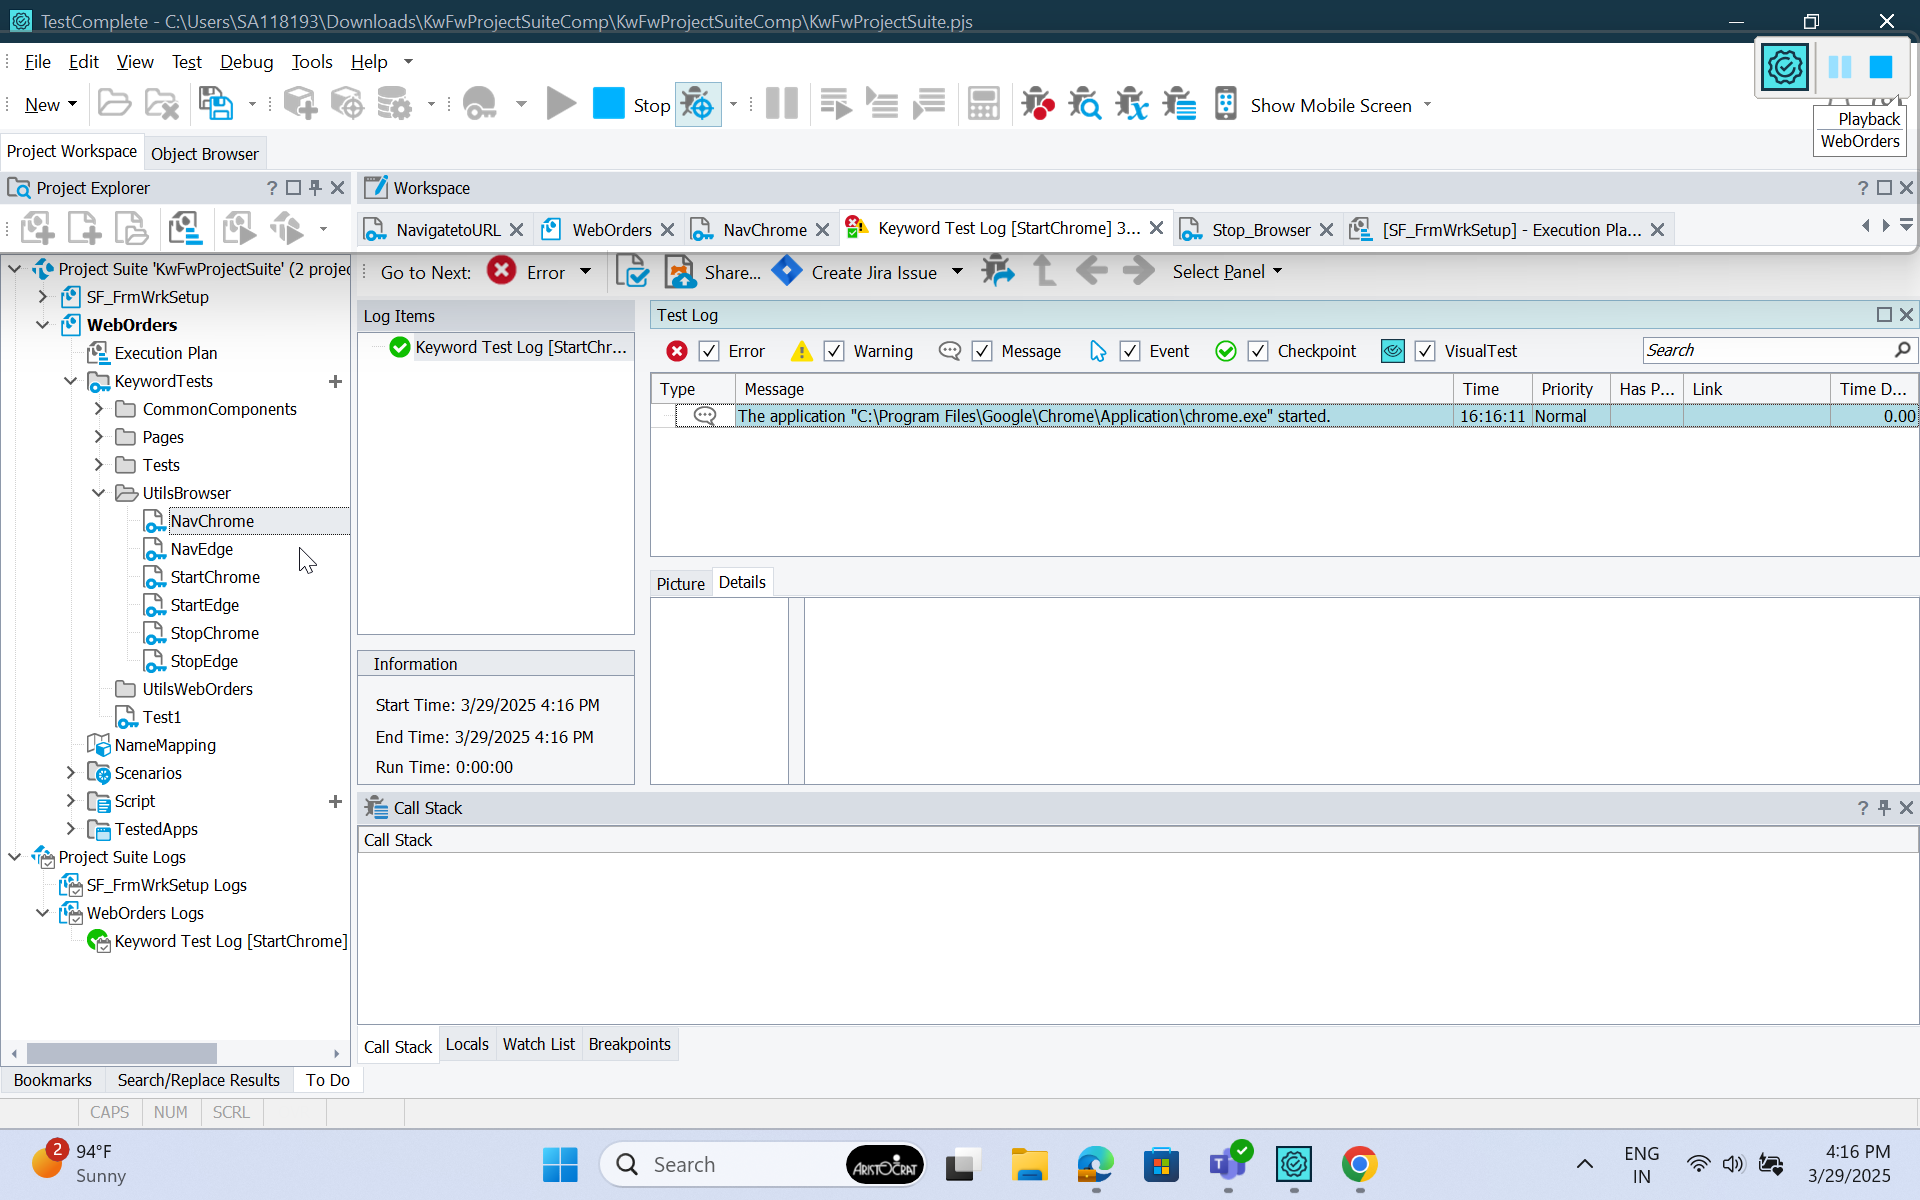 TestComplete - C:\Users\SA118193\Downloads\KwFwProjectSuiteComp\KwFwProjectSuiteComp\KwFwProjectSuite.pjs
File Edit View Test Debug Tools Help
New Stop Show Mobile Screen
Playback
WebOrders
Project Workspace Object Browser
Project Explorer ?
Workspace ?
NavigatetoURL WebOrders NavChrome Keyword Test Log [StartChrome] 3... Stop_Browser [SF_FrmWrkSetup] - Execution Pla...
Go to Next: Error Share... Create Jira Issue Select Panel
Project Suite 'KwFwProjectSuite' (2 projec
SF_FrmWrkSetup
WebOrders
Execution Plan
KeywordTests
CommonComponents
Pages
Tests
UtilsBrowser
NavChrome
NavEdge
StartChrome
StartEdge
StopChrome
StopEdge
UtilsWebOrders
Test1
NameMapping
Scenarios
Script
TestedApps
Project Suite Logs
SF_FrmWrkSetup Logs
WebOrders Logs
Keyword Test Log [StartChrome]
Log Items
Keyword Test Log [StartChr...
Test Log
Error Warning Message Event Checkpoint VisualTest Search
Type Message Time Priority Has P... Link Time D...
The application "C:\Program Files\Google\Chrome\Application\chrome.exe" started. 16:16:11 Normal 0.00
Picture Details
Information
Start Time: 3/29/2025 4:16 PM
End Time: 3/29/2025 4:16 PM
Run Time: 0:00:00
Call Stack ?
Call Stack
Call Stack Locals Watch List Breakpoints
Bookmarks Search/Replace Results To Do
CAPS NUM SCRL
2
94°F
Sunny
Search ARISTOCRAT
ENG
IN
4:16 PM
3/29/2025